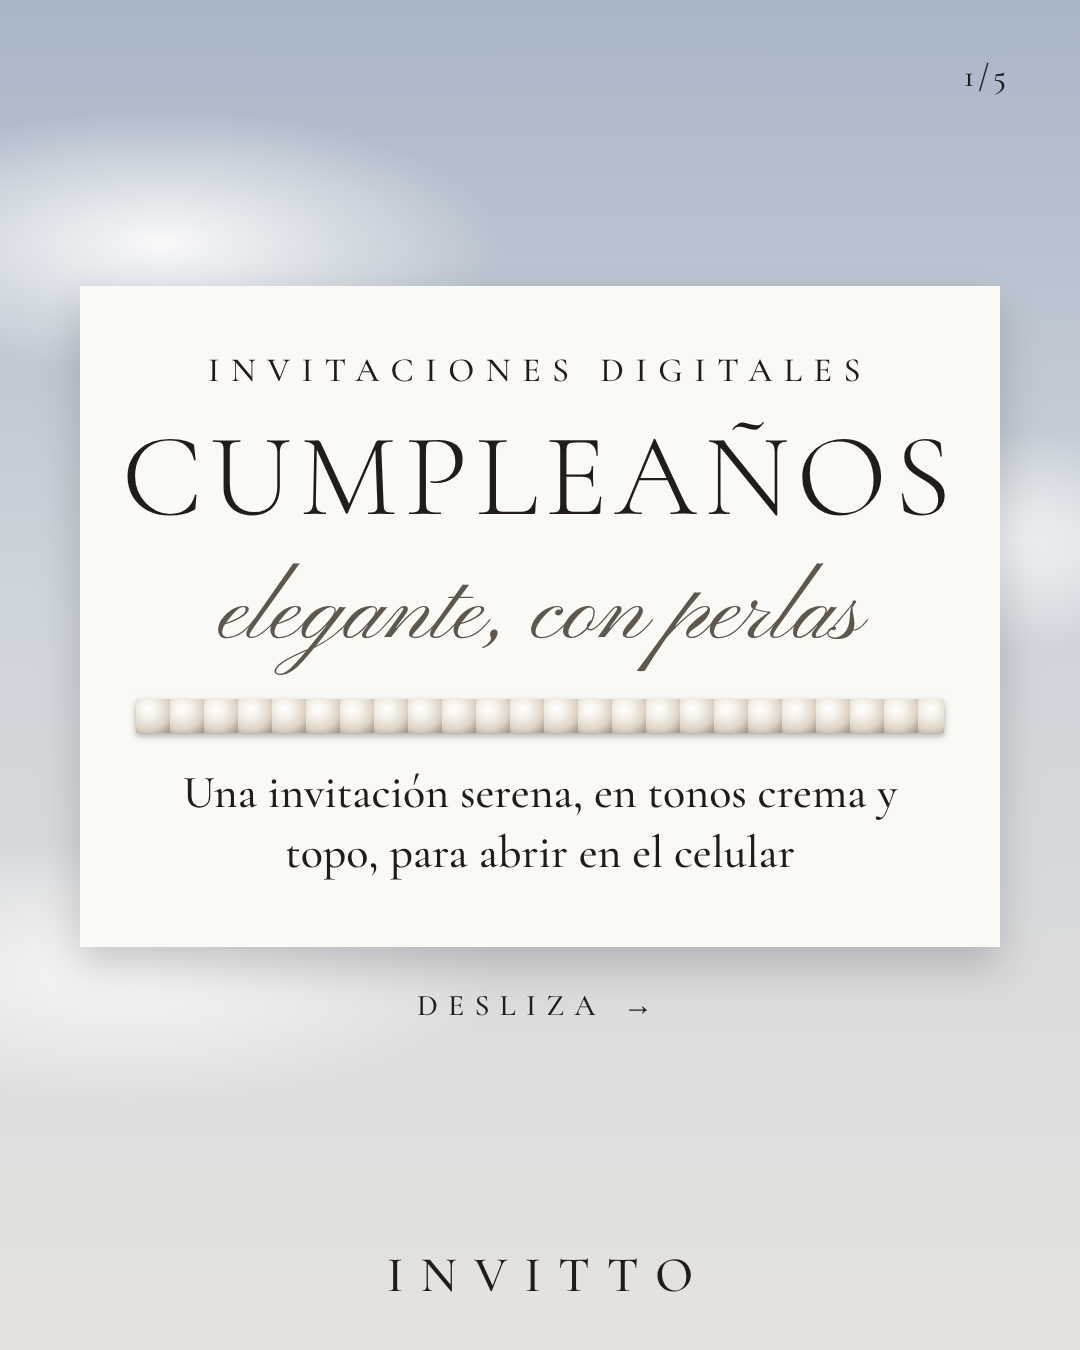 1/5
INVITACIONES DIGITALES
CUMPLEAÑOS
elegante, con perlas
Una invitación serena, en tonos crema y
topo, para abrir en el celular
DESLIZA →
INVITTO